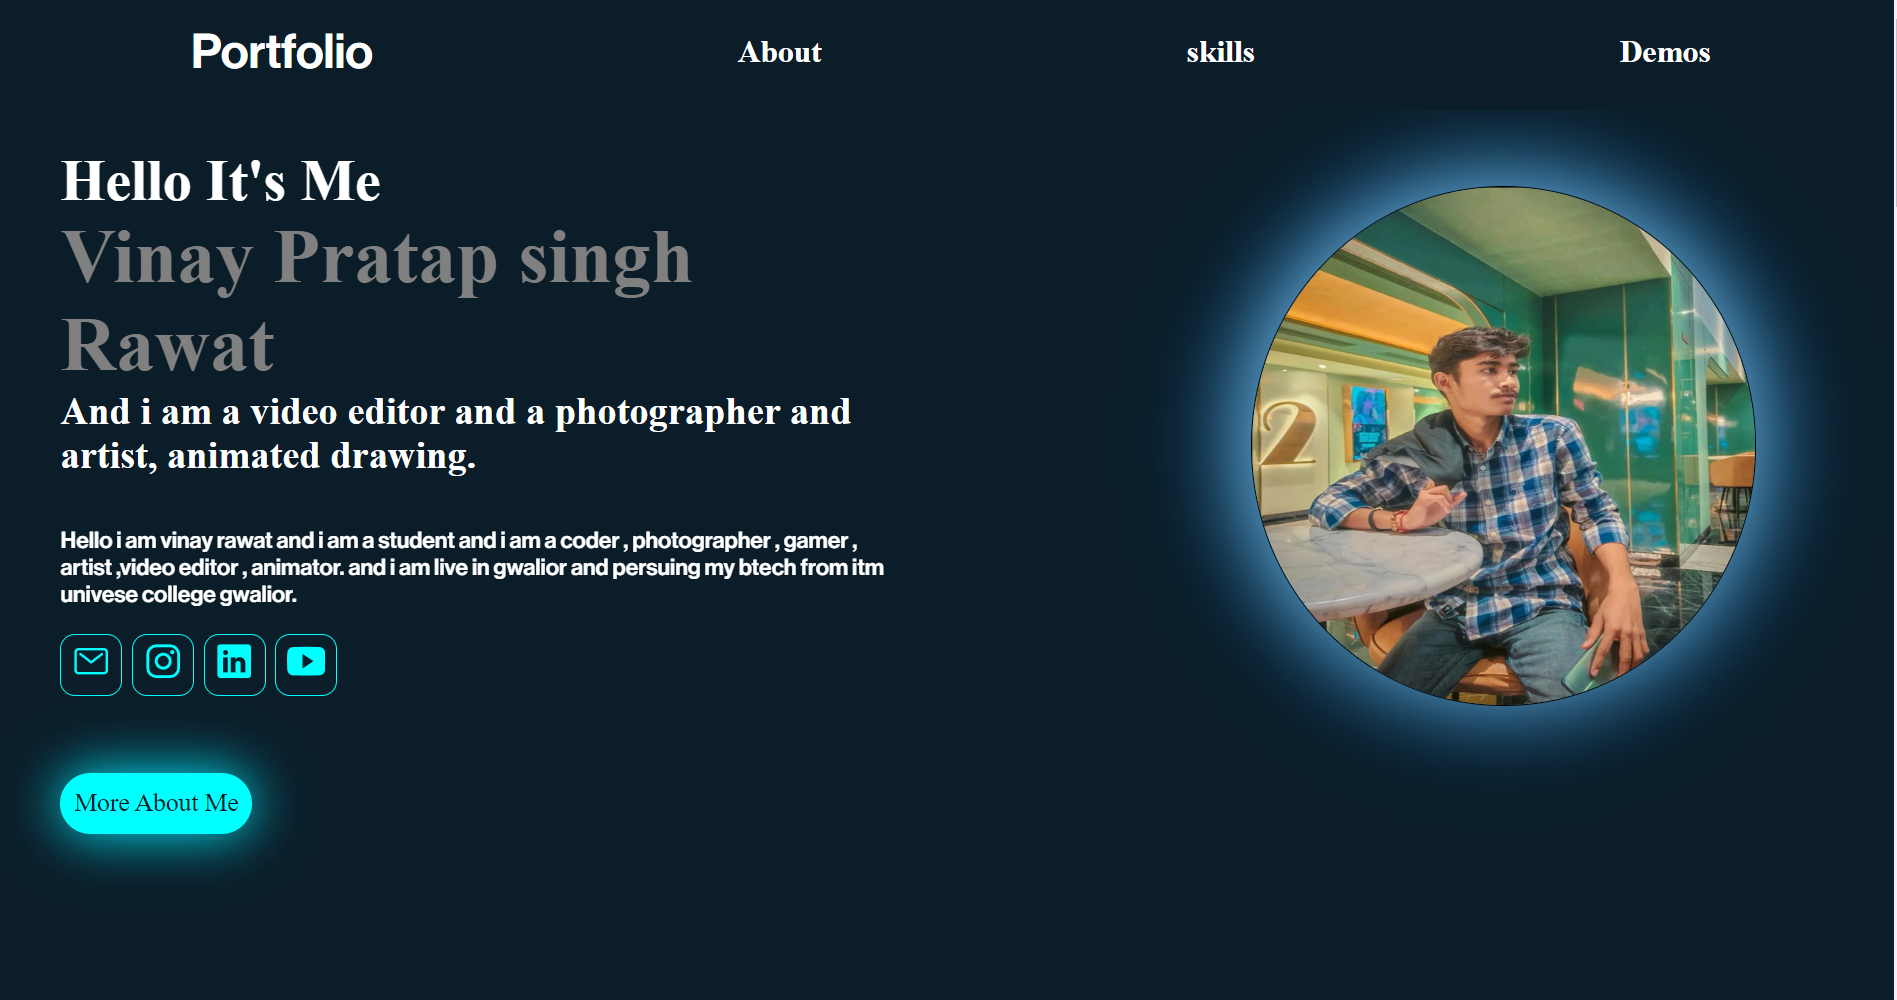 Portfolio
About
skills
Demos
Hello It's Me
Vinay Pratap singh
Rawat
And i am a video editor and a photographer and
artist, animated drawing.
Hello i am vinay rawat and i am a student and i am a coder , photographer , gamer ,
artist ,video editor , animator. and i am live in gwalior and persuing my btech from itm
univese college gwalior.
in
More About Me
2